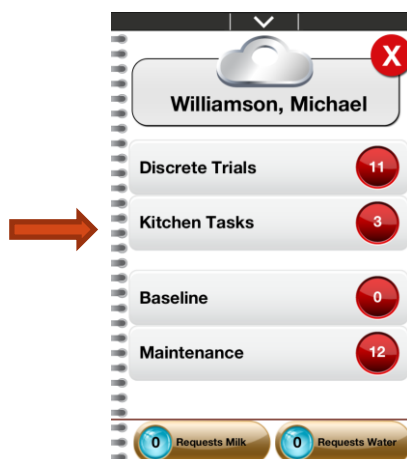 X
Williamson, Michael
Discrete Trials 11
Kitchen Tasks 3
Baseline 0
Maintenance 12
0 Requests Milk 0 Requests Water